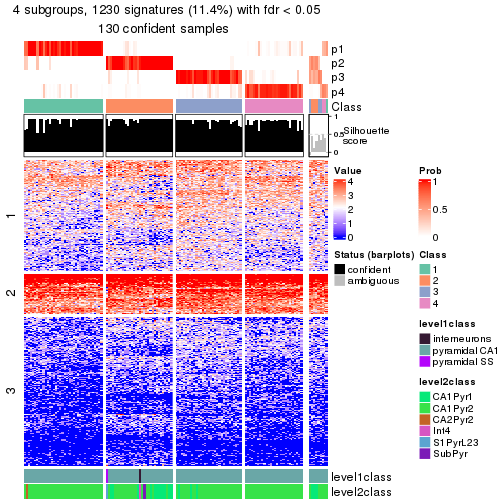 4 subgroups, 1230 signatures (11.4%) with fdr < 0.05
130 confident samples
p1
p2
p3
p4
Class
1
0.5
0
Silhouette
score
1
2
3
level1class
level2class
Value
4
3
2
1
0
Prob
1
0.5
0
Status (barplots)
confident
ambiguous
Class
1
2
3
4
level1class
interneurons
pyramidal CA1
pyramidal SS
level2class
CA1Pyr1
CA1Pyr2
CA2Pyr2
Int4
S1PyrL23
SubPyr